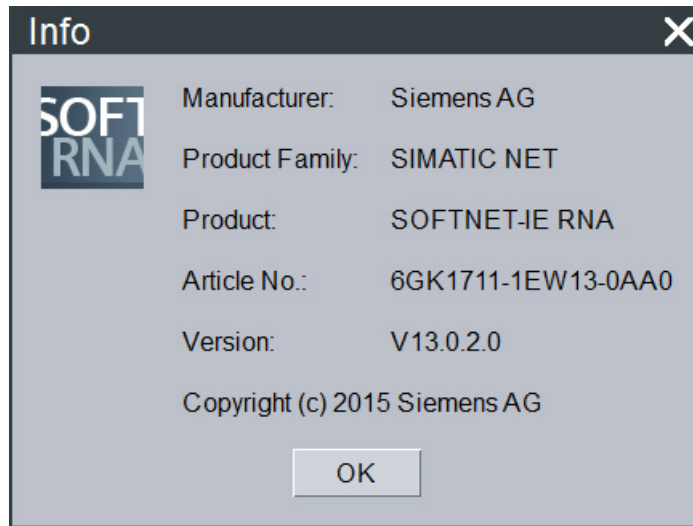 Info
SOFT
RNA
Manufacturer: Siemens AG
Product Family: SIMATIC NET
Product: SOFTNET-IE RNA
Article No.: 6GK1711-1EW13-0AA0
Version: V13.0.2.0
Copyright (c) 2015 Siemens AG
OK